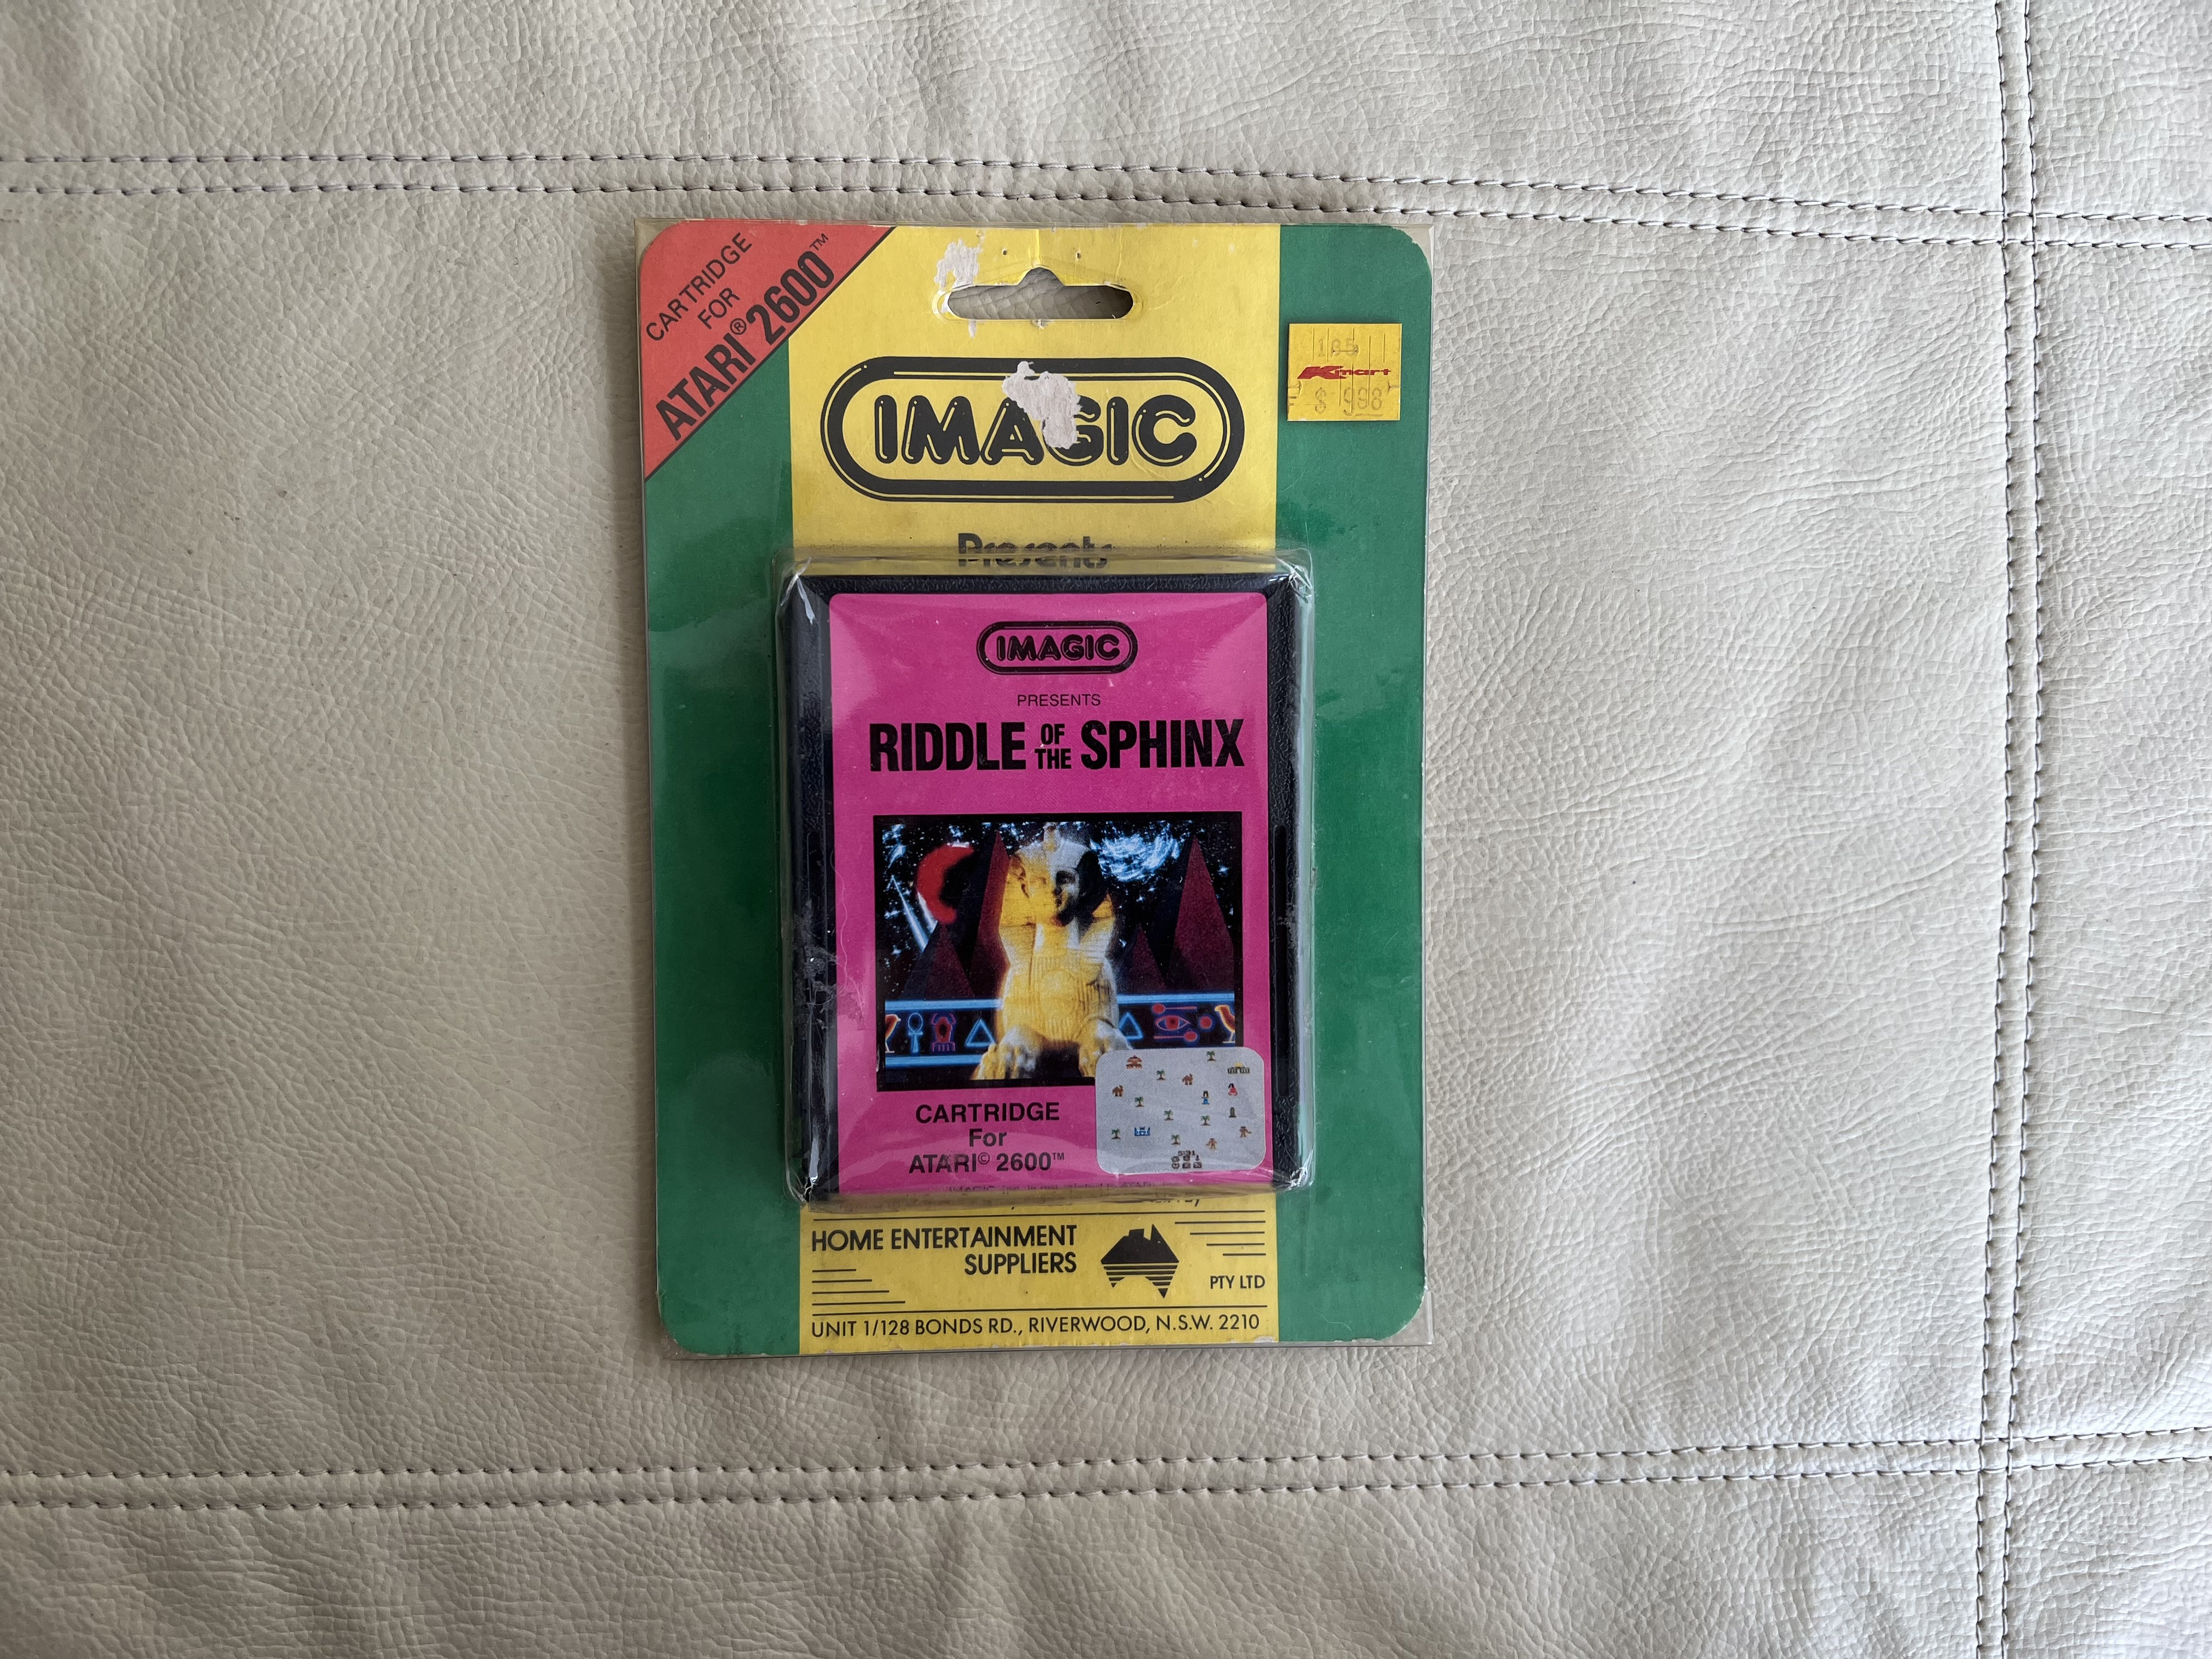 CARTRIDGE
FOR
ATARI® 2600™
IMAGIC
Presents
185
Kmart
$ 998
IMAGIC
PRESENTS
RIDDLE OF THE SPHINX
CARTRIDGE
For
ATARI© 2600™
HOME ENTERTAINMENT
SUPPLIERS
PTY LTD
UNIT 1/128 BONDS RD., RIVERWOOD, N.S.W. 2210